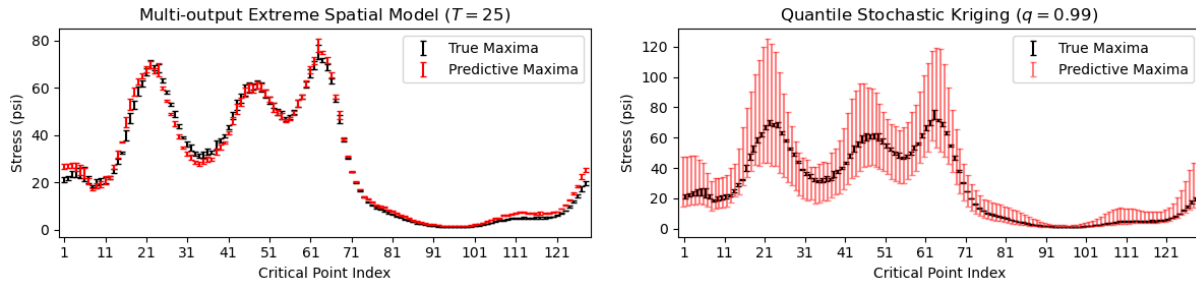 Multi-output Extreme Spatial Model (T = 25)
80
60
40
20
0
Stress (psi)
True Maxima
Predictive Maxima
1 11 21 31 41 51 61 71 81 91 101 111 121
Critical Point Index
Quantile Stochastic Kriging (q = 0.99)
120
100
80
60
40
20
0
Stress (psi)
True Maxima
Predictive Maxima
1 11 21 31 41 51 61 71 81 91 101 111 121
Critical Point Index